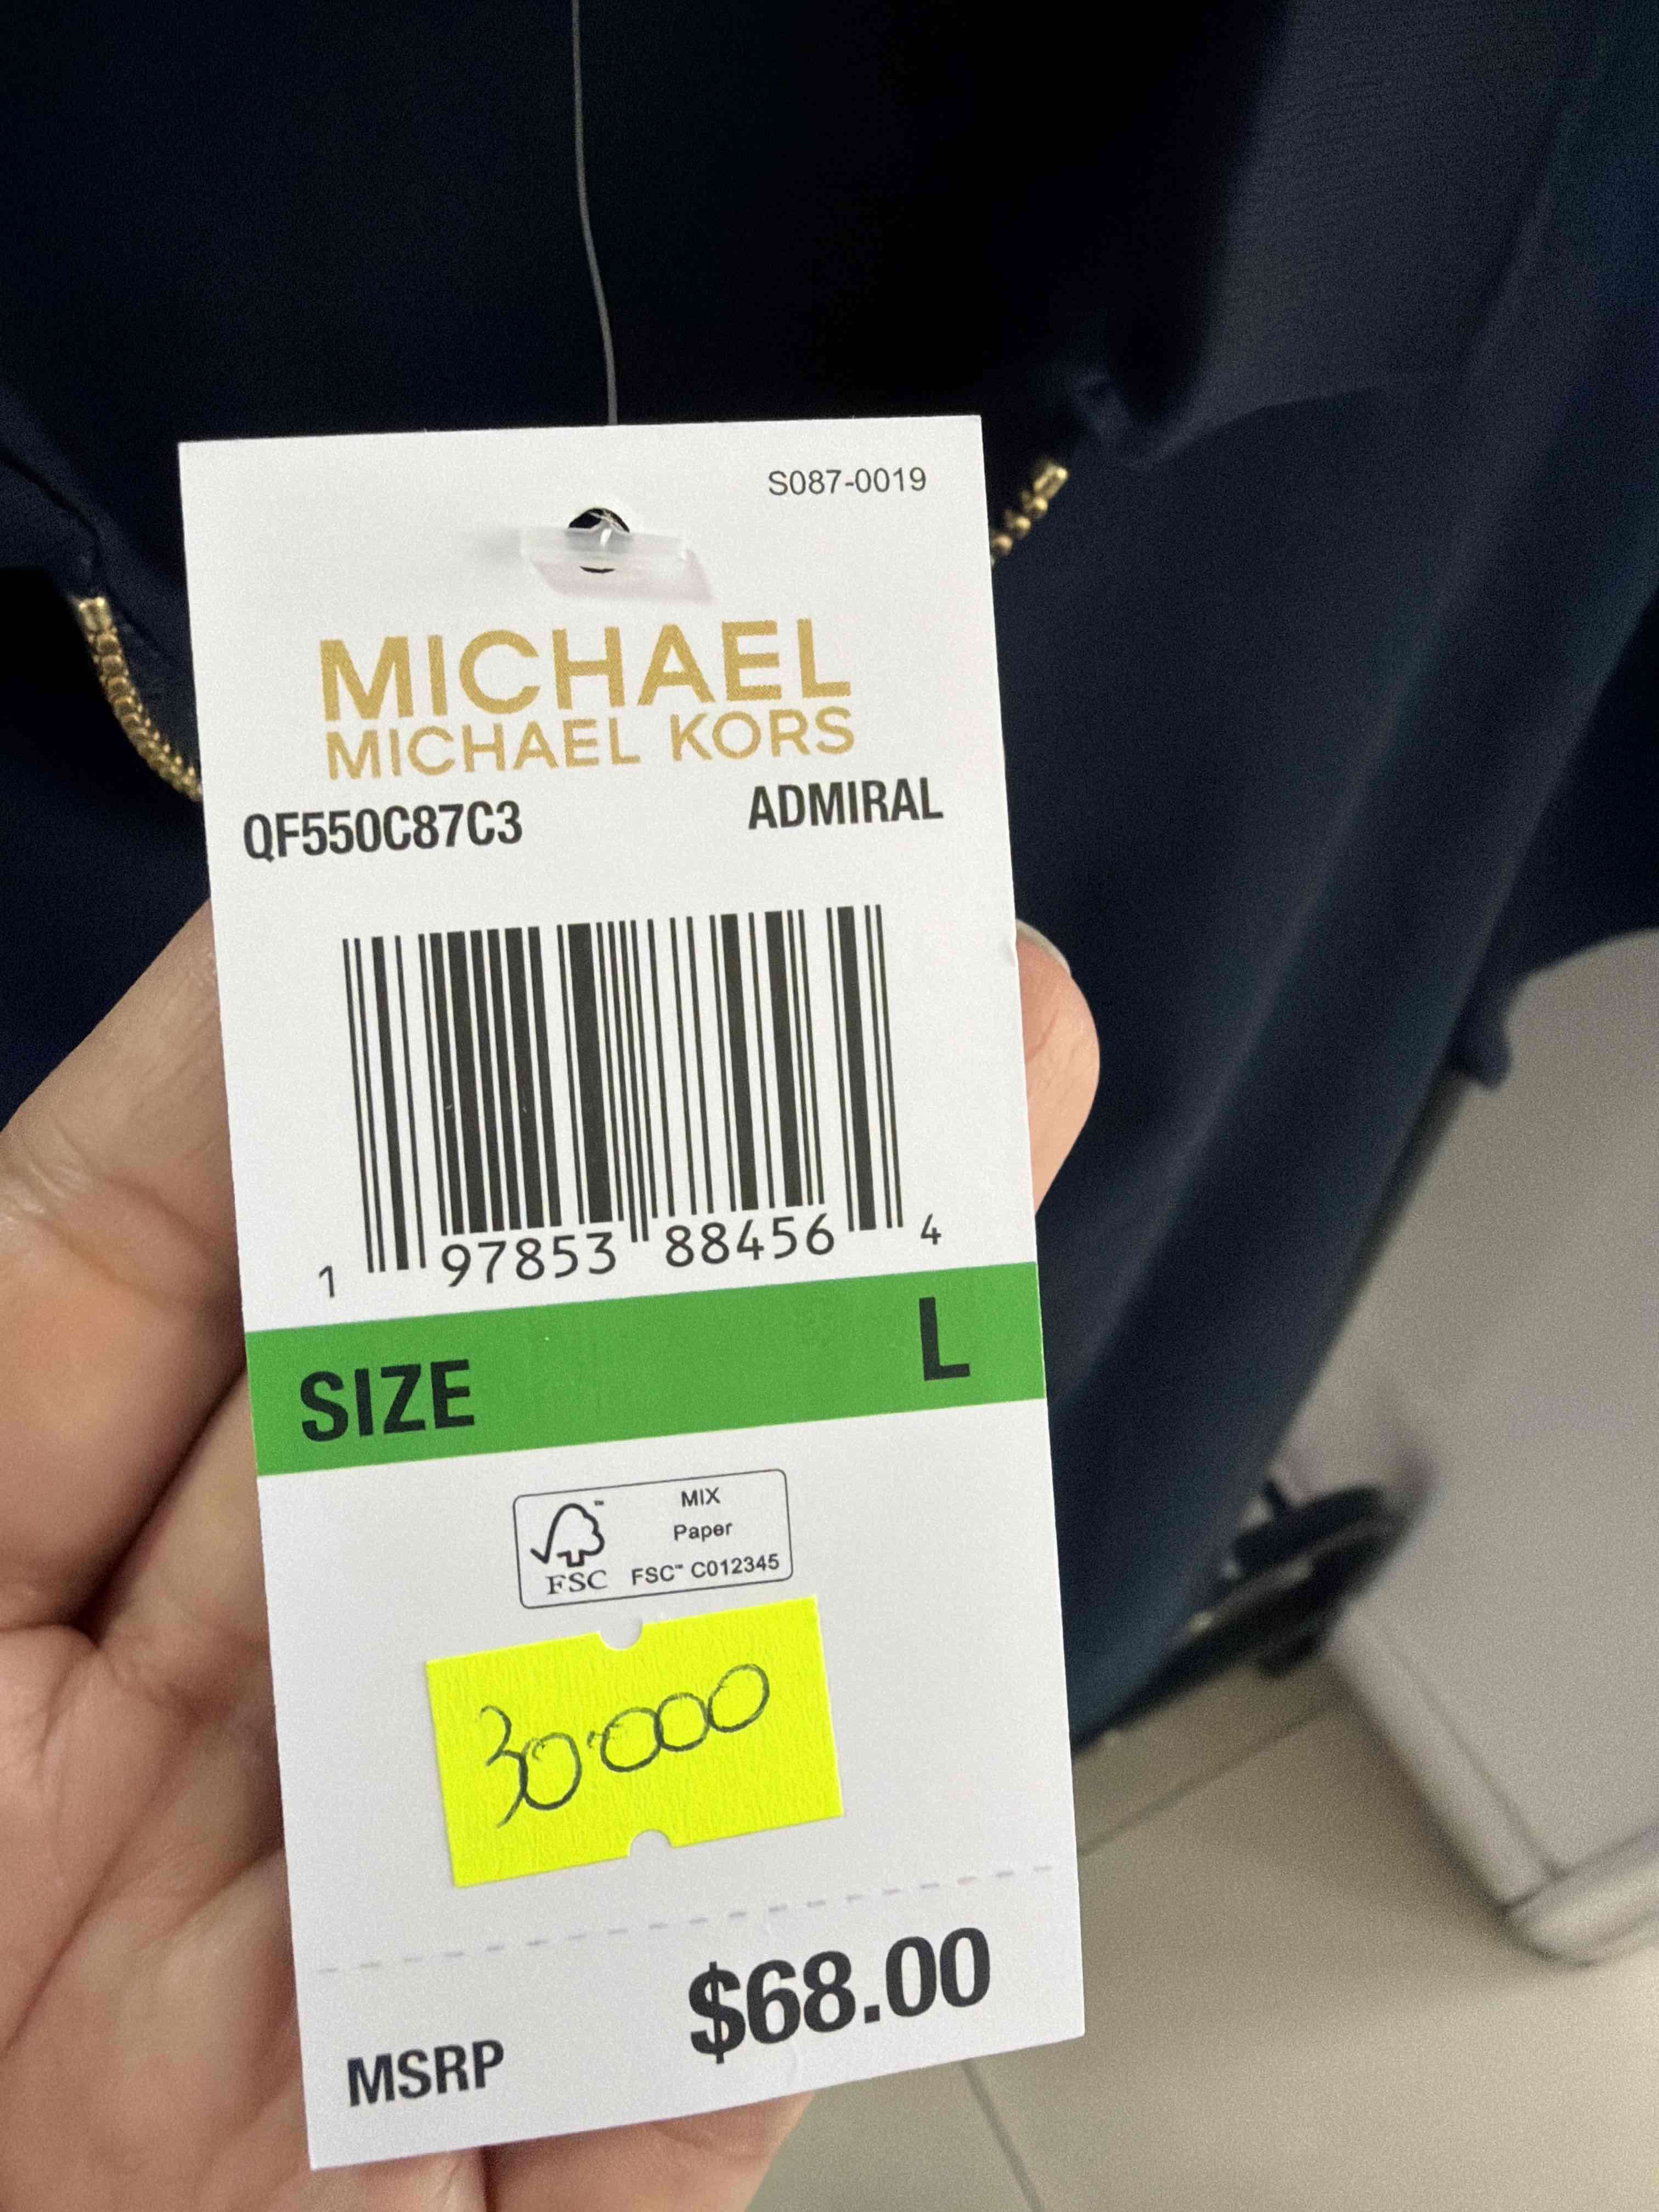 S087-0019
MICHAEL
MICHAEL KORS
QF550C87C3 ADMIRAL
1 97853 88456 4
SIZE L
MIX
Paper
FSC™ C012345
FSC™
30.000
MSRP $68.00